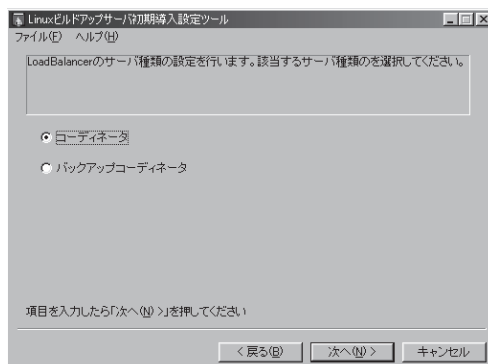 Linuxビルドアップサーバ初期導入設定ツール
ファイル(F) ヘルプ(H)
LoadBalancerのサーバ種類の設定を行います。該当するサーバ種類のを選択してください。
コーディネータ
バックアップコーディネータ
項目を入力したら「次へ(N) >」を押してください
< 戻る(B) 次へ(N) > キャンセル